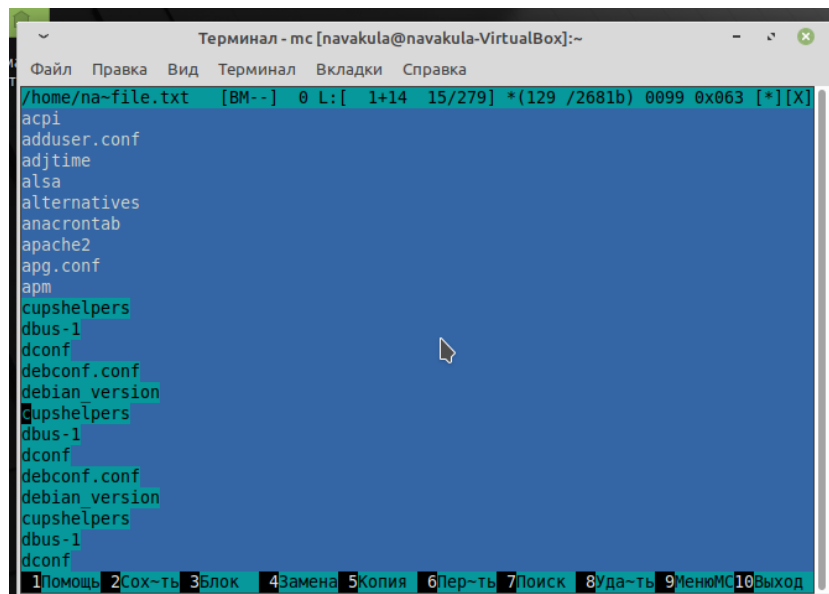 Терминал - mc [navakula@navakula-VirtualBox]:~
Файл Правка Вид Терминал Вкладки Справка
/home/na~file.txt [BM--] 0 L:[ 1+14 15/279] *(129 /2681b) 0099 0x063 [*][X]
acpi
adduser.conf
adjtime
alsa
alternatives
anacrontab
apache2
apg.conf
apm
cupshelpers
dbus-1
dconf
debconf.conf
debian_version
cupshelpers
dbus-1
dconf
debconf.conf
debian_version
cupshelpers
dbus-1
dconf
1Помощь 2Сох~ть 3Блок 4Замена 5Копия 6Пер~ть 7Поиск 8Уда~ть 9МенюМС10Выход